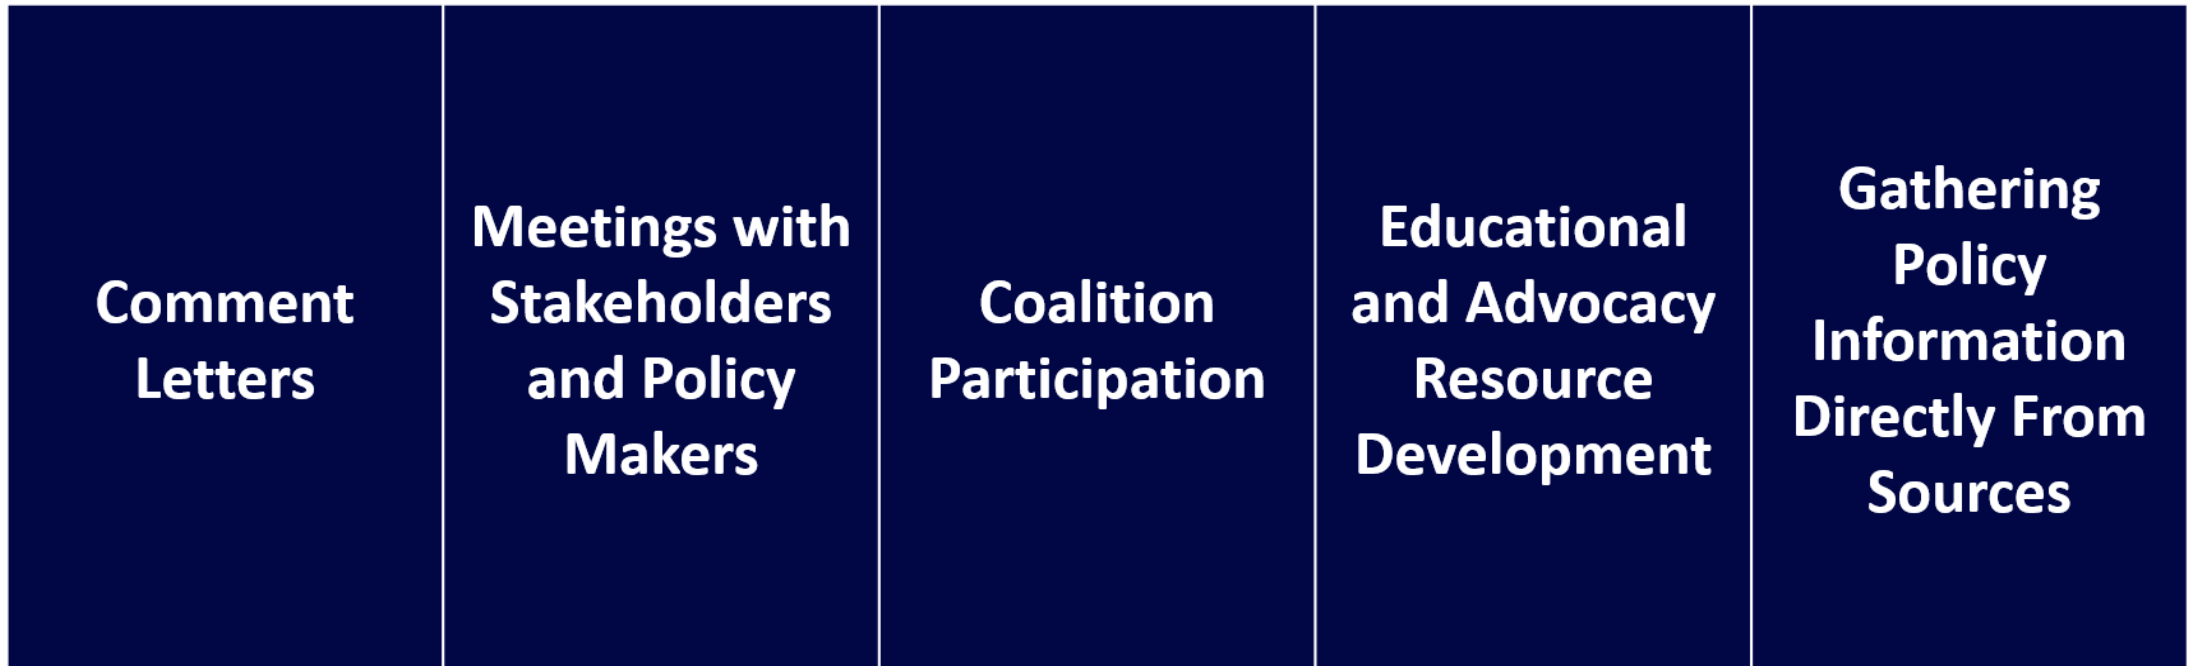 Comment
Letters
Meetings with
Stakeholders
and Policy
Makers
Coalition
Participation
Educational
and Advocacy
Resource
Development
Gathering
Policy
Information
Directly From
Sources